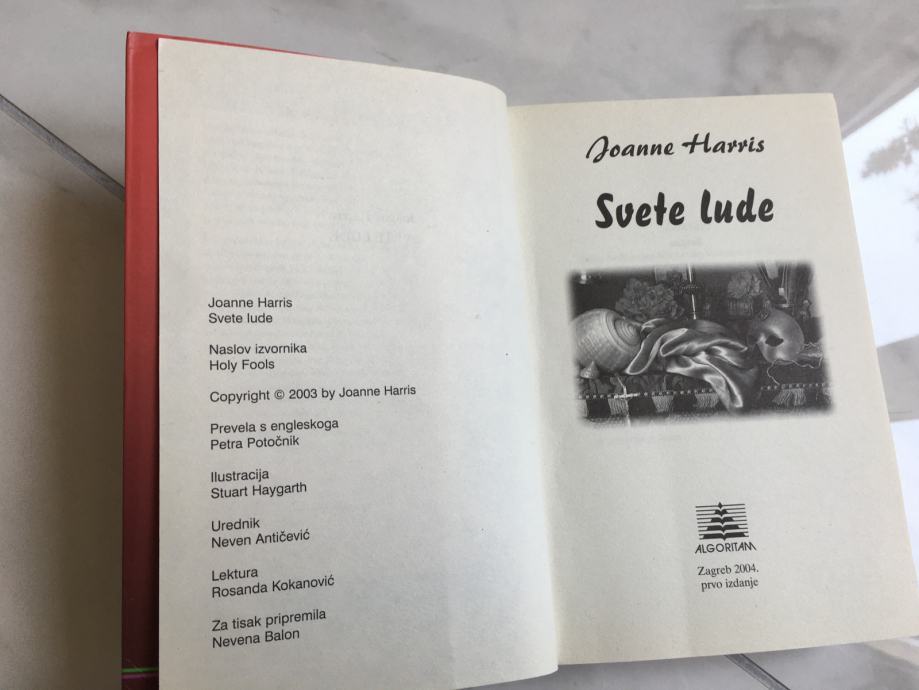 Joanne Harris
Svete lude
Naslov izvornika
Holy Fools
Copyright © 2003 by Joanne Harris
Prevela s engleskoga
Petra Potočnik
Ilustracija
Stuart Haygarth
Urednik
Neven Antičević
Lektura
Rosanda Kokanović
Za tisak pripremila
Nevena Balon
Joanne Harris
Svete lude
ALGORITAM
Zagreb 2004.
prvo izdanje